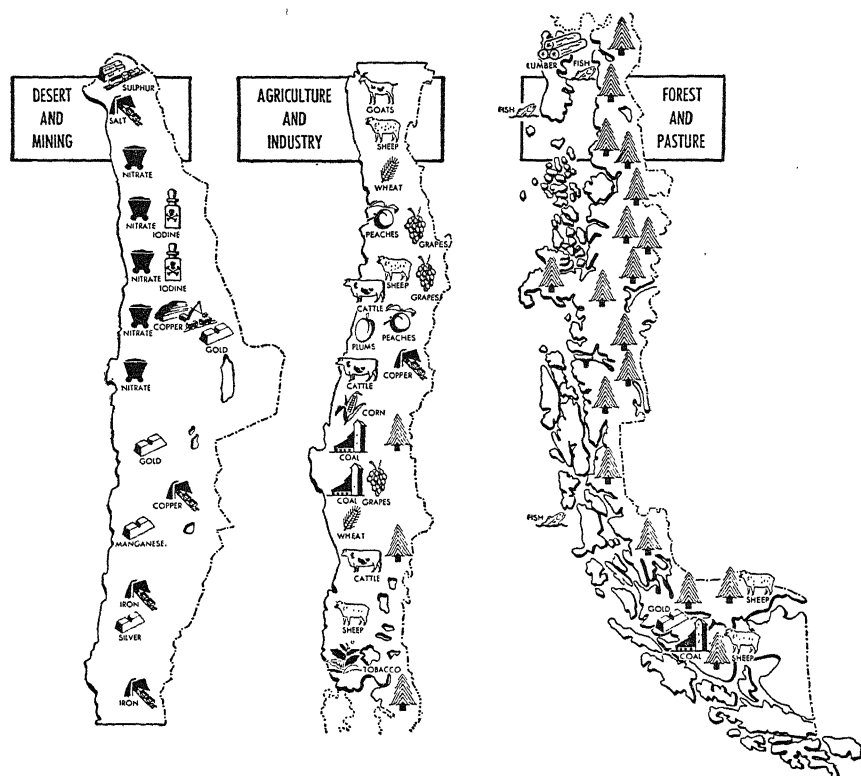 DESERT
AND
MINING
SULPHUR
SALT
NITRATE
NITRATE
IODINE
NITRATE
IODINE
NITRATE
COPPER
GOLD
NITRATE
GOLD
COPPER
MANGANESE.
IRON
SILVER
IRON
AGRICULTURE
AND
INDUSTRY
GOATS
SHEEP
WHEAT
PEACHES
GRAPES
SHEEP
GRAPES
CATTLE
PLUMS
PEACHES
CATTLE
COPPER
CORN
COAL
COAL
GRAPES
WHEAT
CATTLE
SHEEP
TOBACCO
FOREST
AND
PASTURE
LUMBER
FISH
FISH
FISH
SHEEP
GOLD
COAL
SHEEP